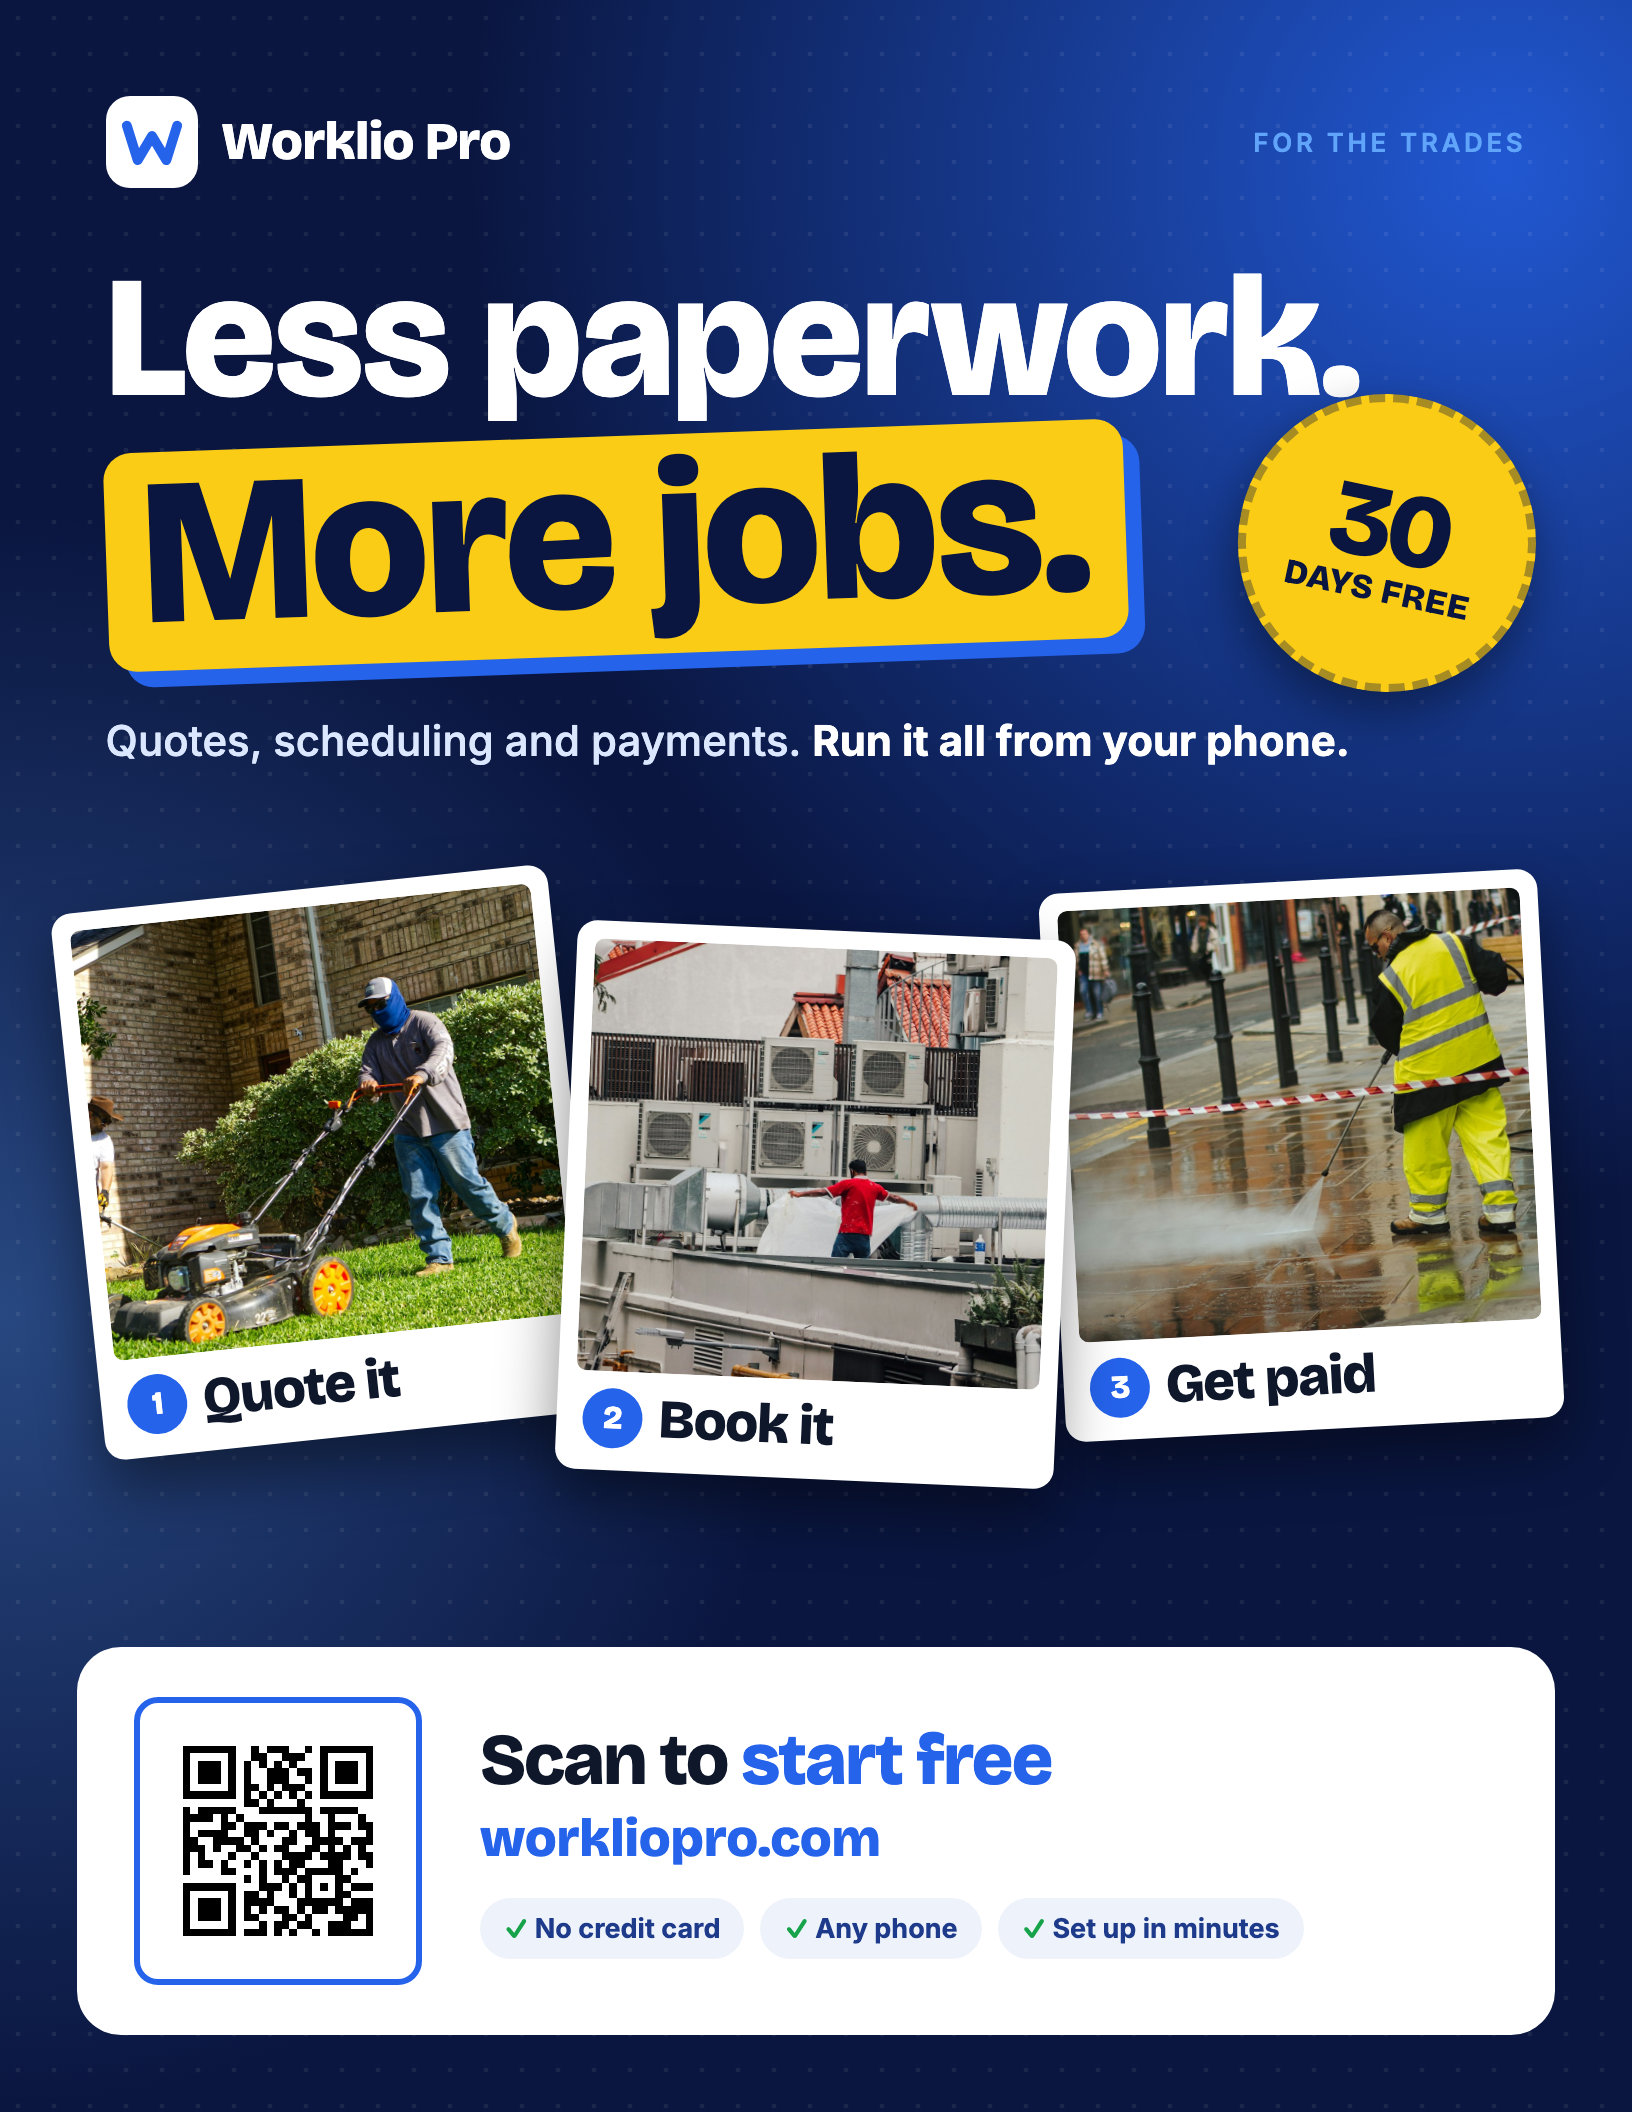 Worklio Pro
FOR THE TRADES
Less paperwork.
More jobs.
30
DAYS FREE
Quotes, scheduling and payments. Run it all from your phone.
1 Quote it
2 Book it
3 Get paid
Scan to start free
workliopro.com
✓ No credit card ✓ Any phone ✓ Set up in minutes